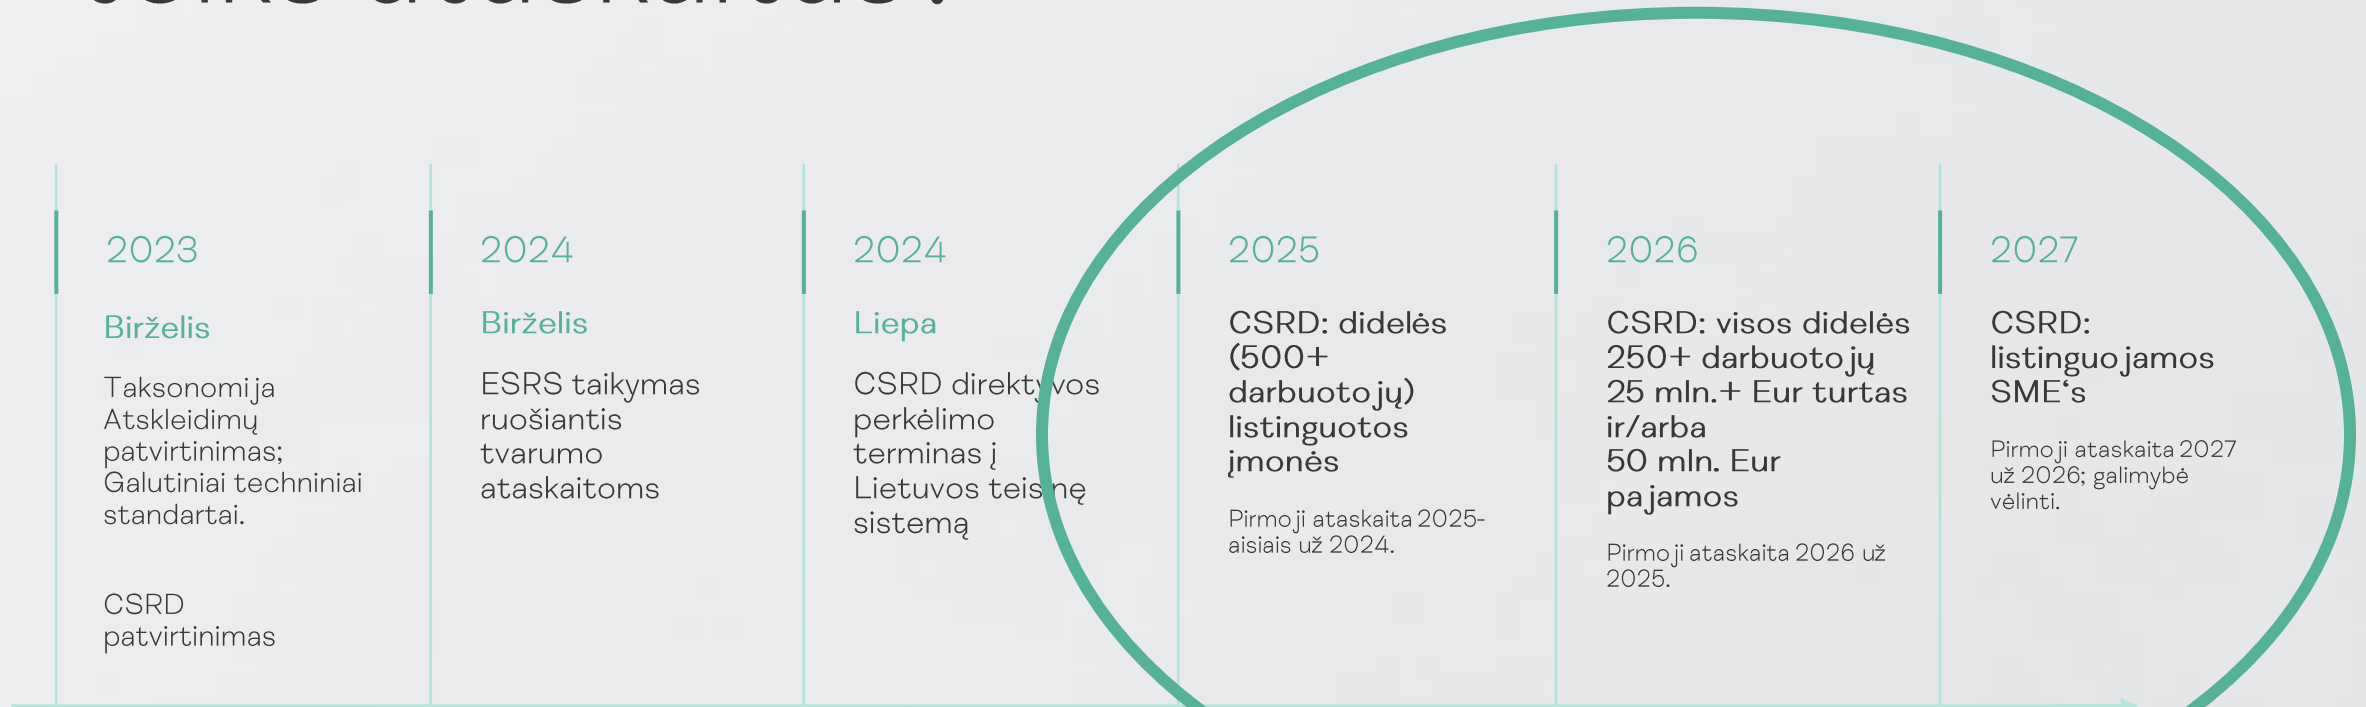 2023
Birželis
Taksonomija
Atskleidimų
patvirtinimas;
Galutiniai techniniai
standartai.
CSRD
patvirtinimas
2024
Birželis
ESRS taikymas
ruošiantis
tvarumo
ataskaitoms
2024
Liepa
CSRD direktyvos
perkėlimo
terminas į
Lietuvos teisinę
sistemą
2025
CSRD: didelės
(500+
darbuotojų)
listinguotos
įmonės
Pirmoji ataskaita 2025-
aisiais už 2024.
2026
CSRD: visos didelės
250+ darbuotojų
25 mln.+ Eur turtas
ir/arba
50 mln. Eur
pajamos
Pirmoji ataskaita 2026 už
2025.
2027
CSRD:
listinguojamos
SME‘s
Pirmoji ataskaita 2027
už 2026; galimybė
vėlinti.